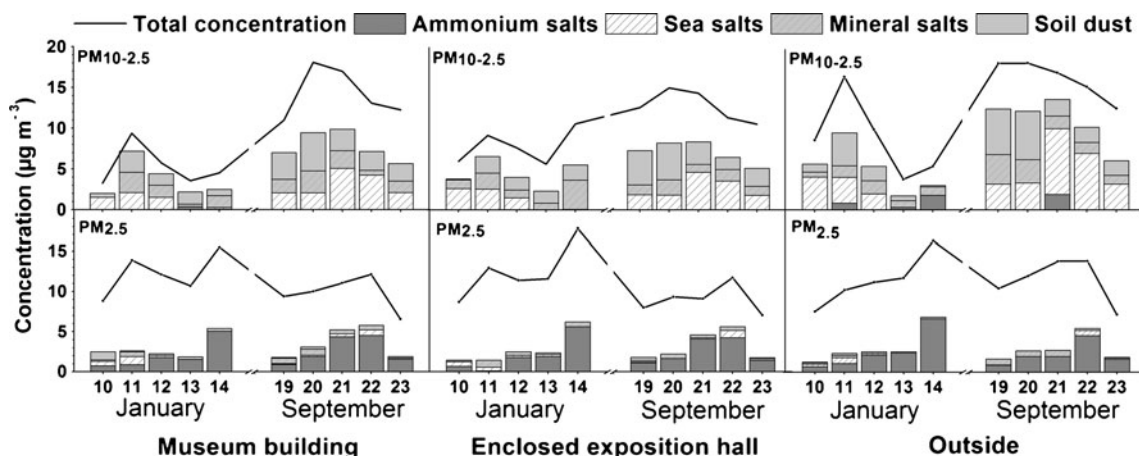 Total concentration Ammonium salts Sea salts Mineral salts Soil dust
Concentration (µg m⁻³)
20
15
10
5
0
PM10-2.5
PM10-2.5
PM10-2.5
15
10
5
0
PM2.5
PM2.5
PM2.5
10 11 12 13 14 19 20 21 22 23
10 11 12 13 14 19 20 21 22 23
10 11 12 13 14 19 20 21 22 23
January September January September January September
Museum building Enclosed exposition hall Outside